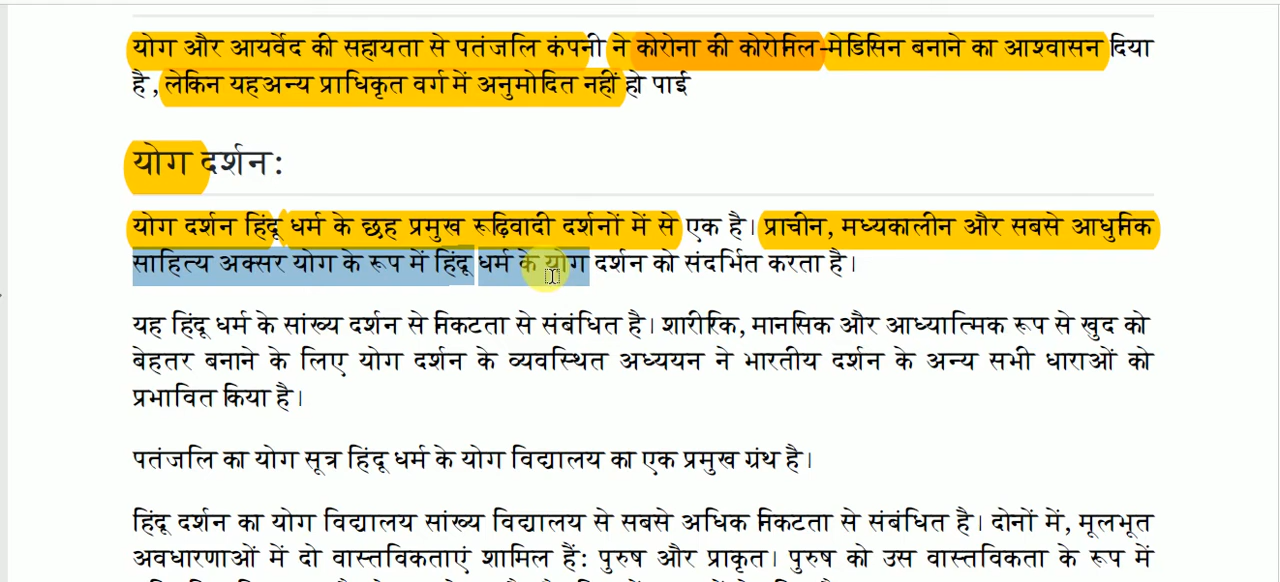 योग और आयर्वेद की सहायता से पतंजलि कंपनी ने कोरोना की कोरोनिल-मेडिसिन बनाने का आश्वासन दिया
है , लेकिन यहअन्य प्राधिकृत वर्ग में अनुमोदित नहीं हो पाई
योग दर्शन:
योग दर्शन हिंदू धर्म के छह प्रमुख रूढ़िवादी दर्शनों में से एक है। प्राचीन, मध्यकालीन और सबसे आधुनिक
साहित्य अक्सर योग के रूप में हिंदू धर्म के योग दर्शन को संदर्भित करता है।
यह हिंदू धर्म के सांख्य दर्शन से निकटता से संबंधित है। शारीरिक, मानसिक और आध्यात्मिक रूप से खुद को
बेहतर बनाने के लिए योग दर्शन के व्यवस्थित अध्ययन ने भारतीय दर्शन के अन्य सभी धाराओं को
प्रभावित किया है।
पतंजलि का योग सूत्र हिंदू धर्म के योग विद्यालय का एक प्रमुख ग्रंथ है।
हिंदू दर्शन का योग विद्यालय सांख्य विद्यालय से सबसे अधिक निकटता से संबंधित है। दोनों में, मूलभूत
अवधारणाओं में दो वास्तविकताएं शामिल हैं: पुरुष और प्राकृत। पुरुष को उस वास्तविकता के रूप में